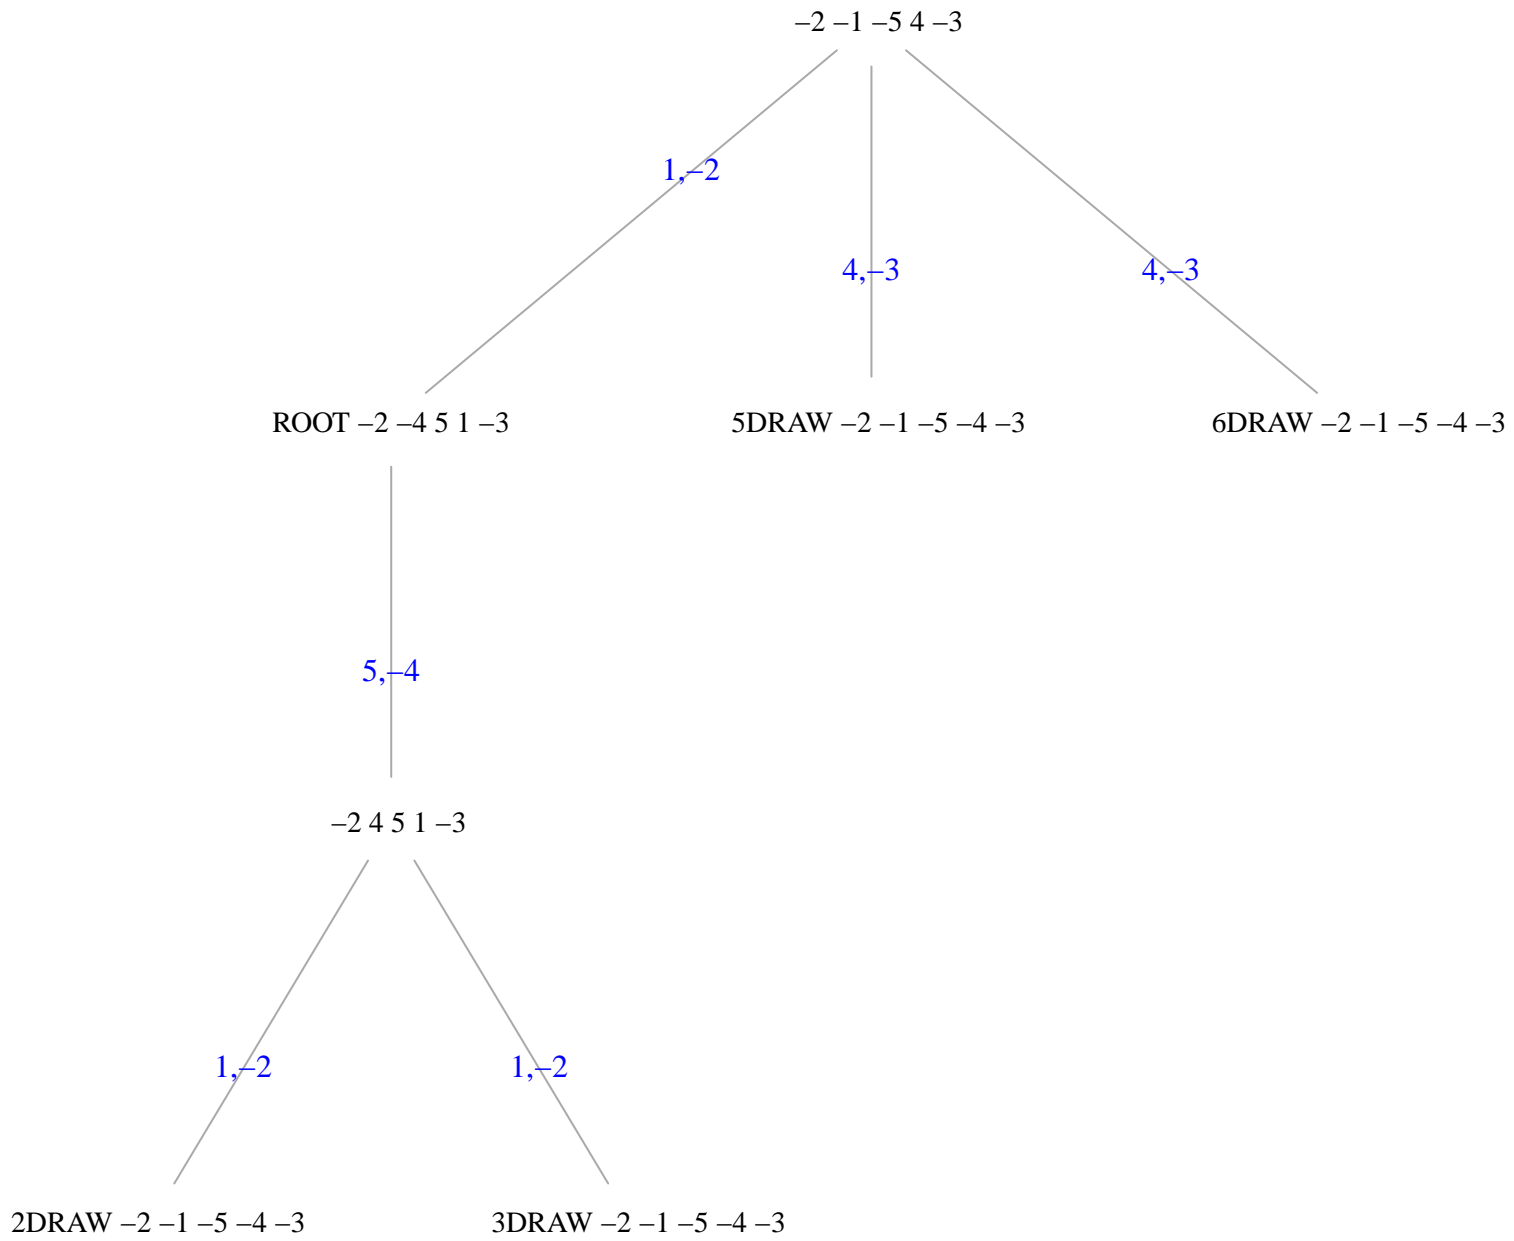 –2 –1 –5 4 –3
1,–2
4,–3
4,–3
ROOT –2 –4 5 1 –3
5DRAW –2 –1 –5 –4 –3
6DRAW –2 –1 –5 –4 –3
5,–4
–2 4 5 1 –3
1,–2
1,–2
2DRAW –2 –1 –5 –4 –3
3DRAW –2 –1 –5 –4 –3